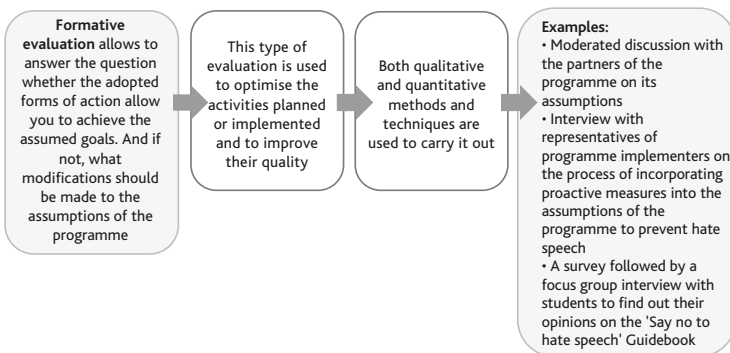 Formative
evaluation allows to
answer the question
whether the adopted
forms of action allow
you to achieve the
assumed goals. And if
not, what
modifications should
be made to the
assumptions of the
programme
This type of
evaluation is used
to optimise the
activities planned
or implemented
and to improve
their quality
Both qualitative
and quantitative
methods and
techniques are
used to carry it out
Examples:
• Moderated discussion with
the partners of the
programme on its
assumptions
• Interview with
representatives of
programme implementers on
the process of incorporating
proactive measures into the
assumptions of the
programme to prevent hate
speech
• A survey followed by a
focus group interview with
students to find out their
opinions on the 'Say no to
hate speech' Guidebook